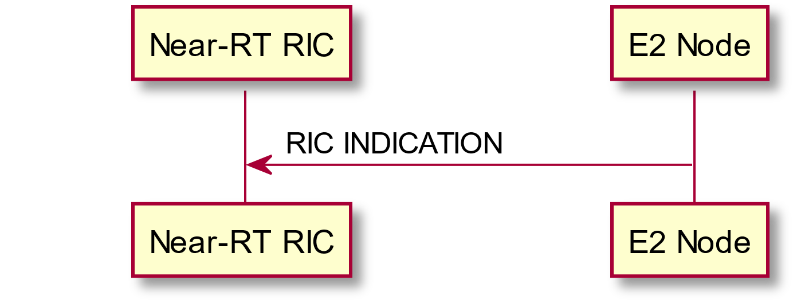 Near-RT RIC
E2 Node
RIC INDICATION
Near-RT RIC
E2 Node